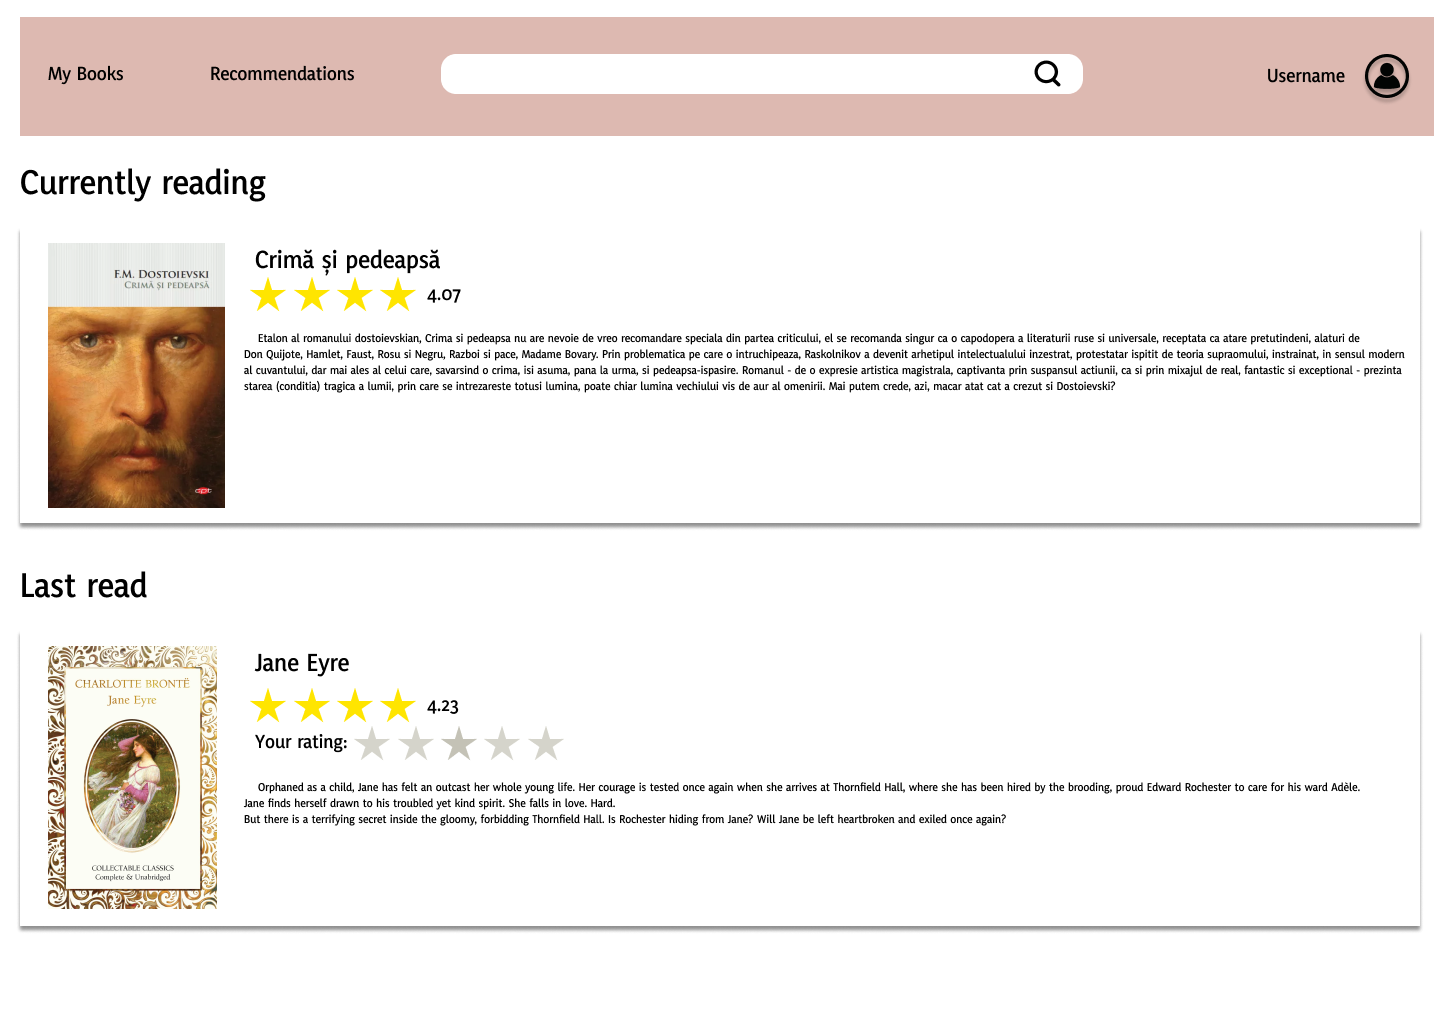 My Books
Recommendations
Username
Currently reading
F.M. DOSTOIEVSKI
CRIMĂ ȘI PEDEAPSĂ
Crimă și pedeapsă
4.07
Etalon al romanului dostoievskian, Crima si pedeapsa nu are nevoie de vreo recomandare speciala din partea criticului, el se recomanda singur ca o capodopera a literaturii ruse si universale, receptata ca atare pretutindeni, alaturi de
Don Quijote, Hamlet, Faust, Rosu si Negru, Razboi si pace, Madame Bovary. Prin problematica pe care o intruchipeaza, Raskolnikov a devenit arhetipul intelectualului inzestrat, protestatar ispitit de teoria supraomului, instrainat, in sensul modern
al cuvantului, dar mai ales al celui care, savarsind o crima, isi asuma, pana la urma, si pedeapsa-ispasire. Romanul - de o expresie artistica magistrala, captivanta prin suspansul actiunii, ca si prin mixajul de real, fantastic si exceptional - prezinta
starea (conditia) tragica a lumii, prin care se intrezareste totusi lumina, poate chiar lumina vechiului vis de aur al omenirii. Mai putem crede, azi, macar atat cat a crezut si Dostoievski?
Last read
CHARLOTTE BRONTË
Jane Eyre
COLLECTABLE CLASSICS
Complete & Unabridged
Jane Eyre
4.23
Your rating:
Orphaned as a child, Jane has felt an outcast her whole young life. Her courage is tested once again when she arrives at Thornfield Hall, where she has been hired by the brooding, proud Edward Rochester to care for his ward Adèle.
Jane finds herself drawn to his troubled yet kind spirit. She falls in love. Hard.
But there is a terrifying secret inside the gloomy, forbidding Thornfield Hall. Is Rochester hiding from Jane? Will Jane be left heartbroken and exiled once again?